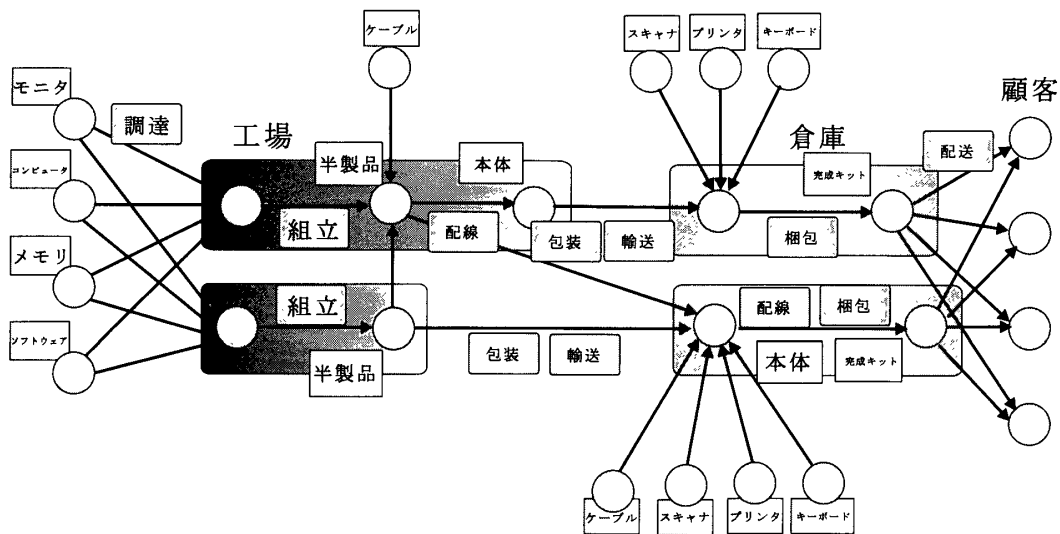 ケーブル
スキャナ
プリンタ
キーボード
モニタ
調達
工場
倉庫
顧客
コンピュータ
半製品
本体
完成キット
配送
組立
配線
包装
輸送
梱包
メモリ
ソフトウェア
組立
半製品
包装
輸送
配線
梱包
本体
完成キット
ケーブル
スキャナ
プリンタ
キーボード